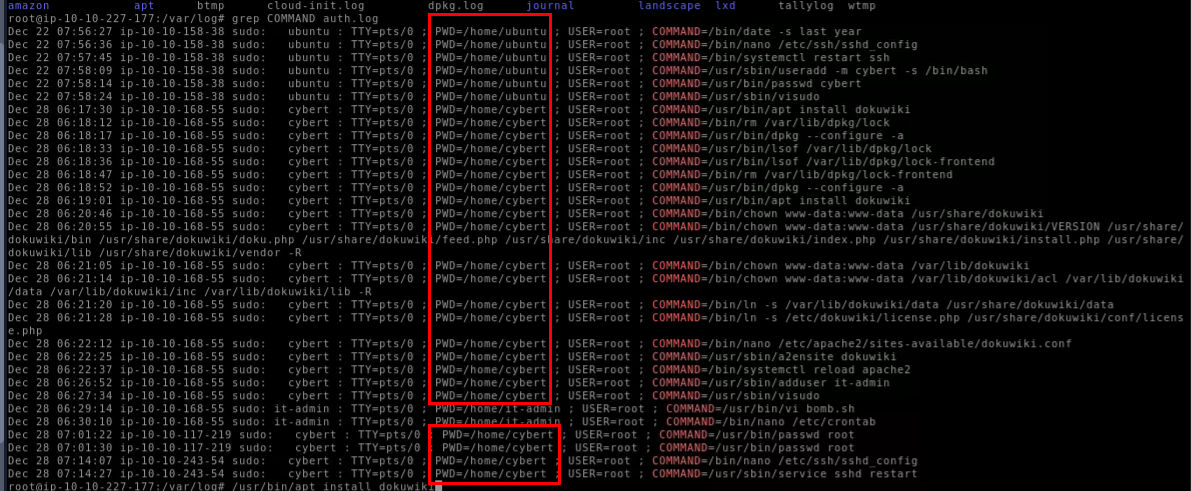 amazon apt btmp cloud-init.log dpkg.log journal landscape lxd tallylog wtmp
root@ip-10-10-227-177:/var/log# grep COMMAND auth.log
Dec 22 07:56:27 ip-10-10-158-38 sudo: ubuntu : TTY=pts/0 ; PWD=/home/ubuntu ; USER=root ; COMMAND=/bin/date -s last year
Dec 22 07:56:36 ip-10-10-158-38 sudo: ubuntu : TTY=pts/0 ; PWD=/home/ubuntu ; USER=root ; COMMAND=/bin/nano /etc/ssh/sshd_config
Dec 22 07:57:45 ip-10-10-158-38 sudo: ubuntu : TTY=pts/0 ; PWD=/home/ubuntu ; USER=root ; COMMAND=/bin/systemctl restart ssh
Dec 22 07:58:09 ip-10-10-158-38 sudo: ubuntu : TTY=pts/0 ; PWD=/home/ubuntu ; USER=root ; COMMAND=/usr/sbin/useradd -m cybert -s /bin/bash
Dec 22 07:58:14 ip-10-10-158-38 sudo: ubuntu : TTY=pts/0 ; PWD=/home/ubuntu ; USER=root ; COMMAND=/usr/bin/passwd cybert
Dec 22 07:58:24 ip-10-10-158-38 sudo: ubuntu : TTY=pts/0 ; PWD=/home/ubuntu ; USER=root ; COMMAND=/usr/sbin/visudo
Dec 28 06:17:30 ip-10-10-168-55 sudo: cybert : TTY=pts/0 ; PWD=/home/cybert ; USER=root ; COMMAND=/usr/bin/apt install dokuwiki
Dec 28 06:18:12 ip-10-10-168-55 sudo: cybert : TTY=pts/0 ; PWD=/home/cybert ; USER=root ; COMMAND=/bin/rm /var/lib/dpkg/lock
Dec 28 06:18:17 ip-10-10-168-55 sudo: cybert : TTY=pts/0 ; PWD=/home/cybert ; USER=root ; COMMAND=/usr/bin/dpkg --configure -a
Dec 28 06:18:33 ip-10-10-168-55 sudo: cybert : TTY=pts/0 ; PWD=/home/cybert ; USER=root ; COMMAND=/usr/bin/lsof /var/lib/dpkg/lock
Dec 28 06:18:36 ip-10-10-168-55 sudo: cybert : TTY=pts/0 ; PWD=/home/cybert ; USER=root ; COMMAND=/usr/bin/lsof /var/lib/dpkg/lock-frontend
Dec 28 06:18:47 ip-10-10-168-55 sudo: cybert : TTY=pts/0 ; PWD=/home/cybert ; USER=root ; COMMAND=/bin/rm /var/lib/dpkg/lock-frontend
Dec 28 06:18:52 ip-10-10-168-55 sudo: cybert : TTY=pts/0 ; PWD=/home/cybert ; USER=root ; COMMAND=/usr/bin/dpkg --configure -a
Dec 28 06:19:01 ip-10-10-168-55 sudo: cybert : TTY=pts/0 ; PWD=/home/cybert ; USER=root ; COMMAND=/usr/bin/apt install dokuwiki
Dec 28 06:20:46 ip-10-10-168-55 sudo: cybert : TTY=pts/0 ; PWD=/home/cybert ; USER=root ; COMMAND=/bin/chown www-data:www-data /usr/share/dokuwiki
Dec 28 06:20:55 ip-10-10-168-55 sudo: cybert : TTY=pts/0 ; PWD=/home/cybert ; USER=root ; COMMAND=/bin/chown www-data:www-data /usr/share/dokuwiki/VERSION /usr/share/
dokuwiki/bin /usr/share/dokuwiki/doku.php /usr/share/dokuwiki/feed.php /usr/share/dokuwiki/inc /usr/share/dokuwiki/index.php /usr/share/dokuwiki/install.php /usr/share/
dokuwiki/lib /usr/share/dokuwiki/vendor -R
Dec 28 06:21:05 ip-10-10-168-55 sudo: cybert : TTY=pts/0 ; PWD=/home/cybert ; USER=root ; COMMAND=/bin/chown www-data:www-data /var/lib/dokuwiki
Dec 28 06:21:14 ip-10-10-168-55 sudo: cybert : TTY=pts/0 ; PWD=/home/cybert ; USER=root ; COMMAND=/bin/chown www-data:www-data /var/lib/dokuwiki/acl /var/lib/dokuwiki
/data /var/lib/dokuwiki/inc /var/lib/dokuwiki/lib -R
Dec 28 06:21:20 ip-10-10-168-55 sudo: cybert : TTY=pts/0 ; PWD=/home/cybert ; USER=root ; COMMAND=/bin/ln -s /var/lib/dokuwiki/data /usr/share/dokuwiki/data
Dec 28 06:21:28 ip-10-10-168-55 sudo: cybert : TTY=pts/0 ; PWD=/home/cybert ; USER=root ; COMMAND=/bin/ln -s /etc/dokuwiki/license.php /usr/share/dokuwiki/conf/licens
e.php
Dec 28 06:22:12 ip-10-10-168-55 sudo: cybert : TTY=pts/0 ; PWD=/home/cybert ; USER=root ; COMMAND=/bin/nano /etc/apache2/sites-available/dokuwiki.conf
Dec 28 06:22:25 ip-10-10-168-55 sudo: cybert : TTY=pts/0 ; PWD=/home/cybert ; USER=root ; COMMAND=/usr/sbin/a2ensite dokuwiki
Dec 28 06:22:37 ip-10-10-168-55 sudo: cybert : TTY=pts/0 ; PWD=/home/cybert ; USER=root ; COMMAND=/bin/systemctl reload apache2
Dec 28 06:26:52 ip-10-10-168-55 sudo: cybert : TTY=pts/0 ; PWD=/home/cybert ; USER=root ; COMMAND=/usr/sbin/adduser it-admin
Dec 28 06:27:34 ip-10-10-168-55 sudo: cybert : TTY=pts/0 ; PWD=/home/cybert ; USER=root ; COMMAND=/usr/sbin/visudo
Dec 28 06:29:14 ip-10-10-168-55 sudo: it-admin : TTY=pts/0 ; PWD=/home/it-admin ; USER=root ; COMMAND=/usr/bin/vi bomb.sh
Dec 28 06:30:10 ip-10-10-168-55 sudo: it-admin : TTY=pts/0 ; PWD=/home/it-admin ; USER=root ; COMMAND=/bin/nano /etc/crontab
Dec 28 07:01:22 ip-10-10-117-219 sudo: cybert : TTY=pts/0 ; PWD=/home/cybert ; USER=root ; COMMAND=/usr/bin/passwd root
Dec 28 07:01:30 ip-10-10-117-219 sudo: cybert : TTY=pts/0 ; PWD=/home/cybert ; USER=root ; COMMAND=/usr/bin/passwd root
Dec 28 07:14:07 ip-10-10-243-54 sudo: cybert : TTY=pts/0 ; PWD=/home/cybert ; USER=root ; COMMAND=/bin/nano /etc/ssh/sshd_config
Dec 28 07:14:27 ip-10-10-243-54 sudo: cybert : TTY=pts/0 ; PWD=/home/cybert ; USER=root ; COMMAND=/usr/sbin/service sshd restart
root@ip-10-10-227-177:/var/log# /usr/bin/apt install dokuwiki